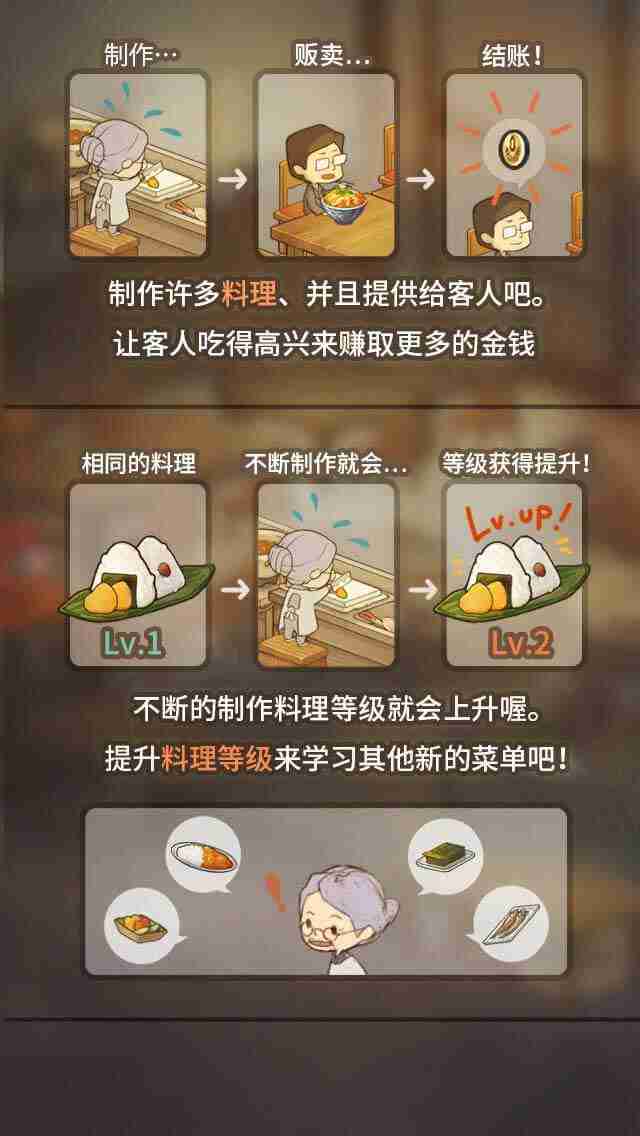 制作… 贩卖... 结账！
制作许多料理、并且提供给客人吧。
让客人吃得高兴来赚取更多的金钱
相同的料理 不断制作就会... 等级获得提升！
Lv.up!
Lv.1 Lv.2
不断的制作料理等级就会上升喔。
提升料理等级来学习其他新的菜单吧！